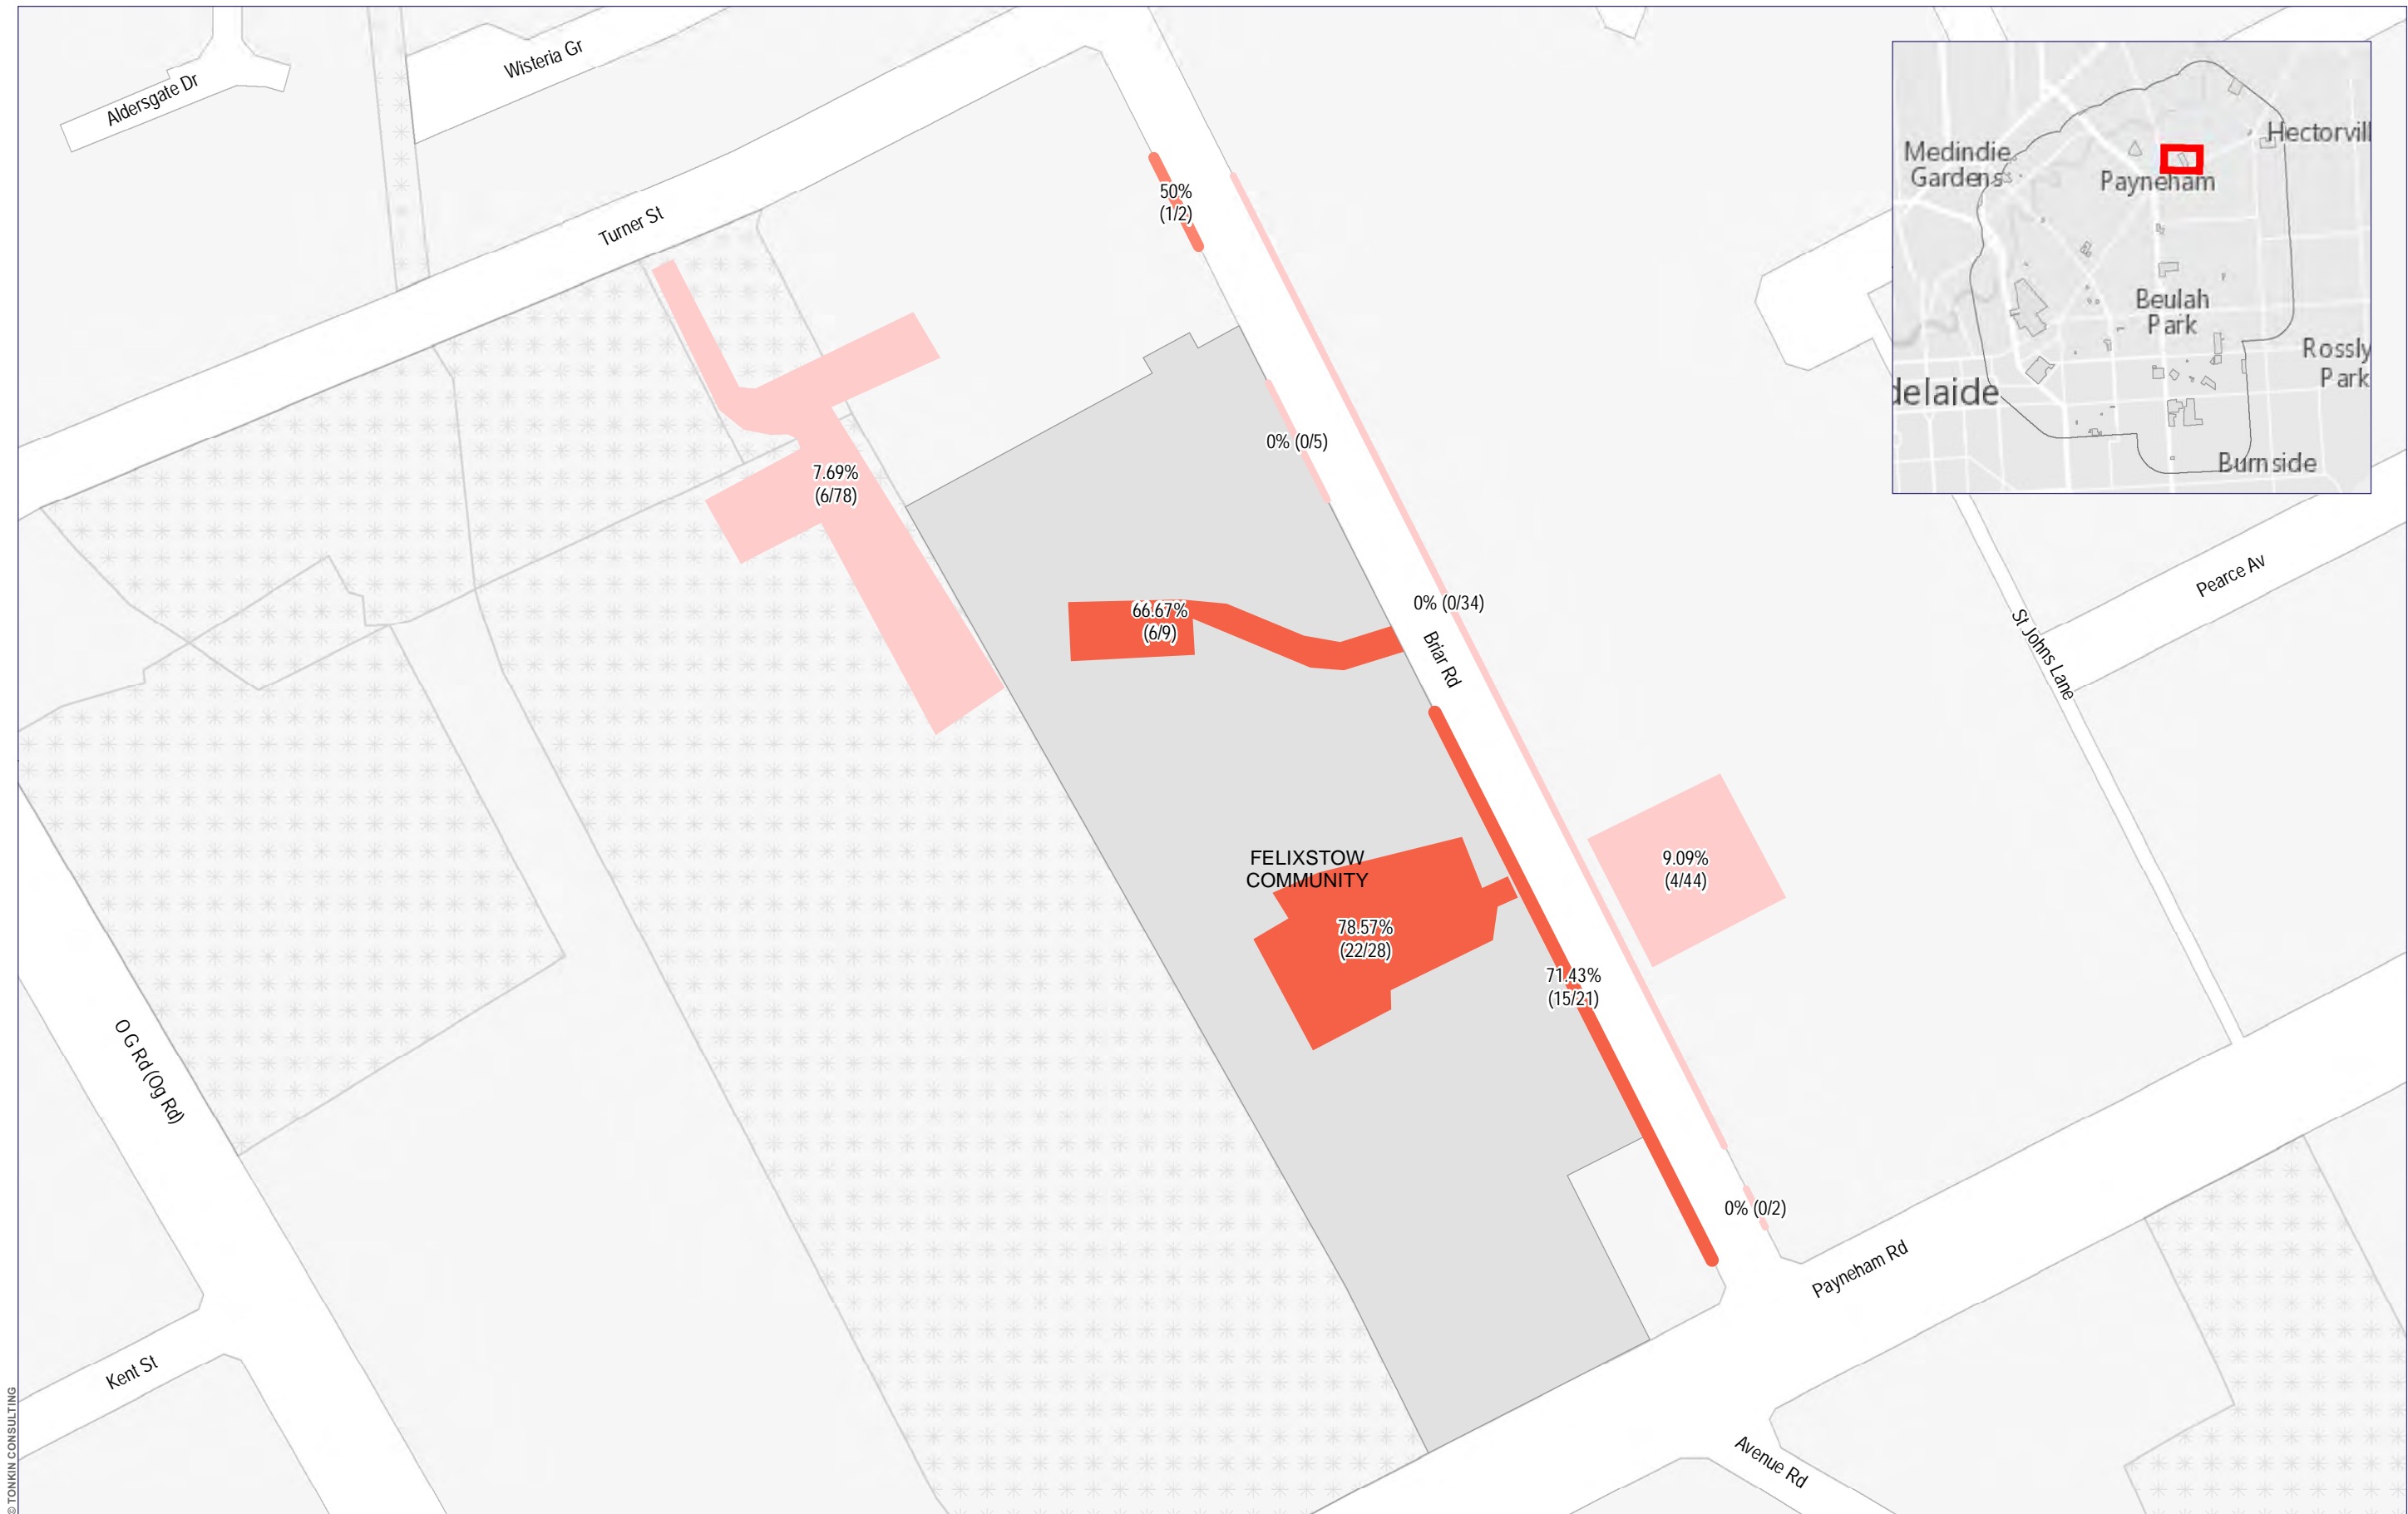 Wisteria Gr
Aldersgate Dr
Turner St
50%
(1/2)
Medindie
Gardens
Hectorvill
Payneham
Beulah
Park
Rossly
Park
delaide
Burnside
0% (0/5)
7.69%
(6/78)
66.67%
(6/9)
0% (0/34)
Briar Rd
Pearce Av
St Johns Lane
FELIXSTOW
COMMUNITY
78.57%
(22/28)
9.09%
(4/44)
71.43%
(15/21)
O G Rd (Og Rd)
0% (0/2)
Payneham Rd
Kent St
Avenue Rd
© TONKIN CONSULTING